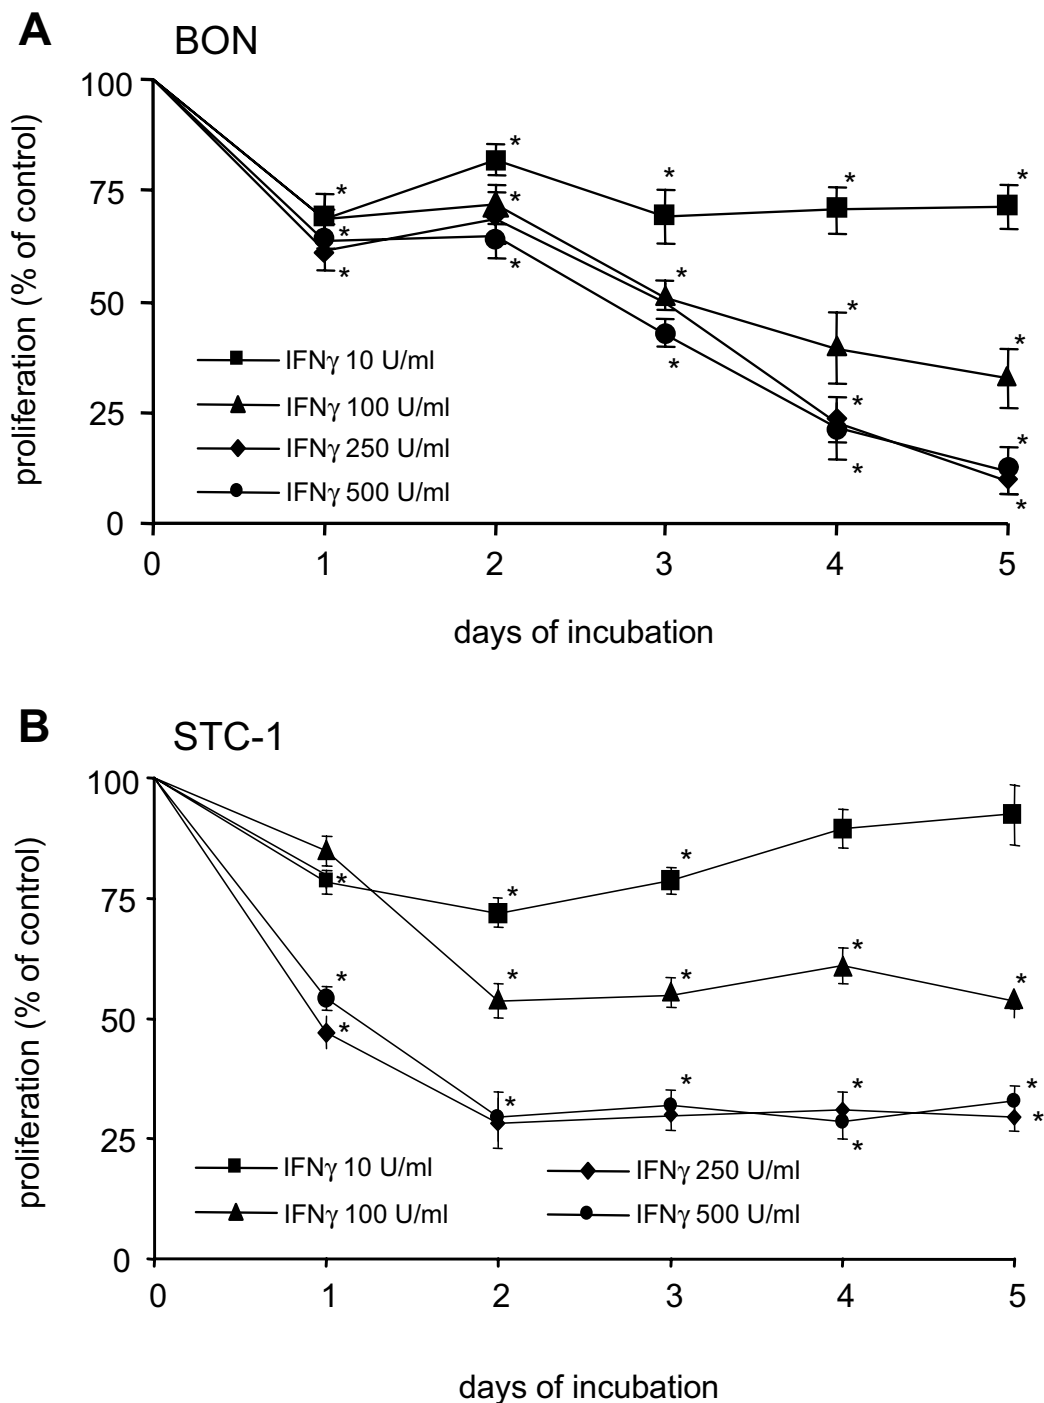 A
BON
proliferation (% of control)
100
75
50
25
0
* * * * * * * * * * * * * * *
IFNγ 10 U/ml
IFNγ 100 U/ml
IFNγ 250 U/ml
IFNγ 500 U/ml
0 1 2 3 4 5
days of incubation
B
STC-1
proliferation (% of control)
100
75
50
25
0
* * * * * * * * * * * * * * *
IFNγ 10 U/ml IFNγ 250 U/ml
IFNγ 100 U/ml IFNγ 500 U/ml
0 1 2 3 4 5
days of incubation